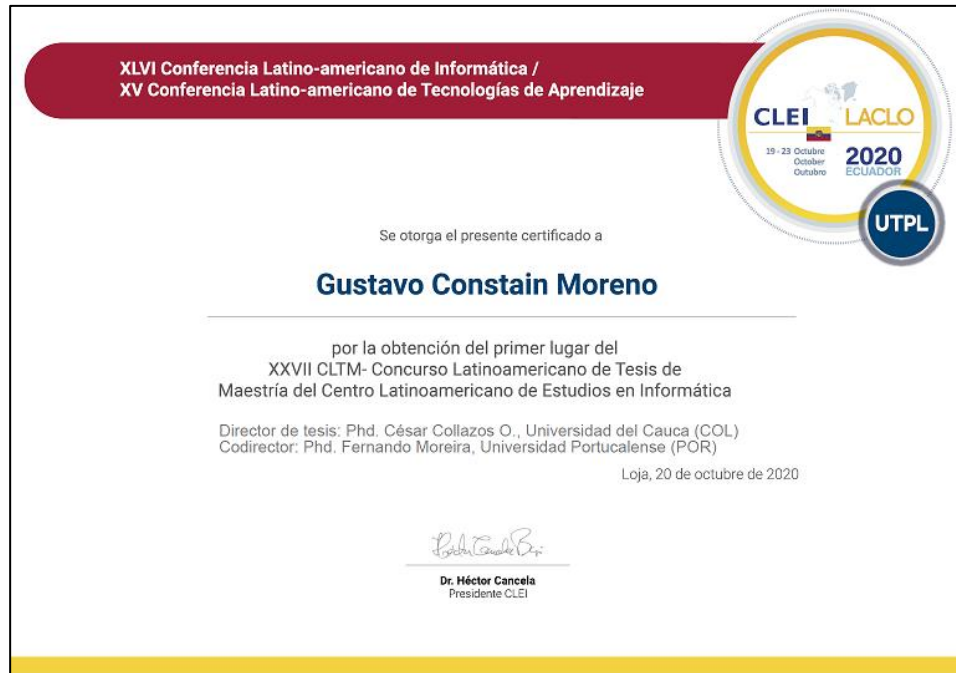 XLVI Conferencia Latino-americano de Informática /
XV Conferencia Latino-americano de Tecnologías de Aprendizaje
CLEI LACLO
19 - 23 Octubre
October
Outubro
2020
ECUADOR
UTPL
Se otorga el presente certificado a
Gustavo Constain Moreno
por la obtención del primer lugar del
XXVII CLTM- Concurso Latinoamericano de Tesis de
Maestría del Centro Latinoamericano de Estudios en Informática
Director de tesis: Phd. César Collazos O., Universidad del Cauca (COL)
Codirector: Phd. Fernando Moreira, Universidad Portucalense (POR)
Loja, 20 de octubre de 2020
Dr. Héctor Cancela
Presidente CLEI